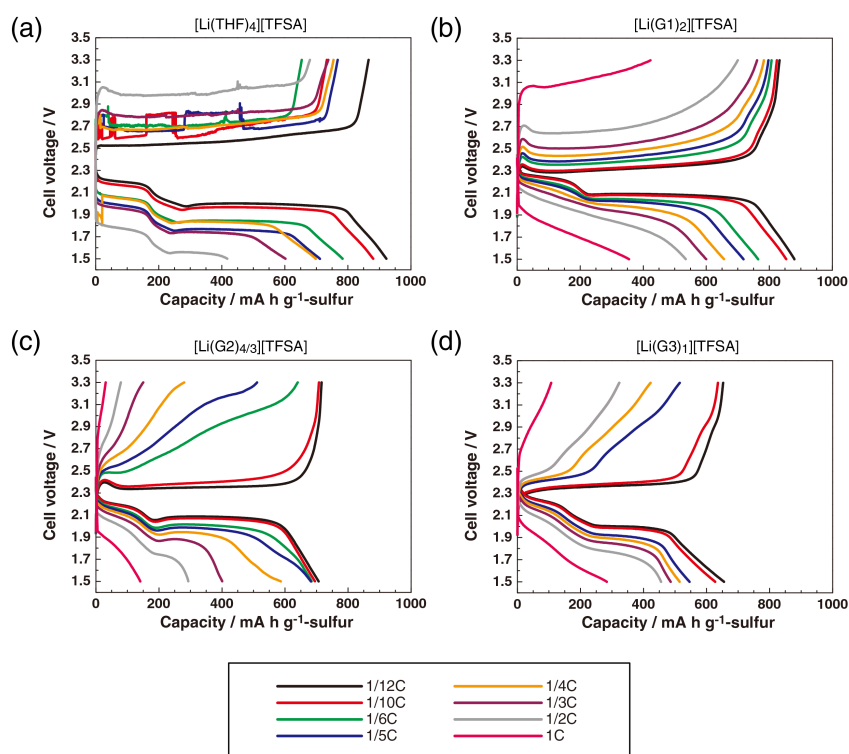 (a)
[Li(THF)4][TFSA]
3.5
3.3
3.1
2.9
2.7
2.5
2.3
2.1
1.9
1.7
1.5
Cell voltage / V
0 200 400 600 800 1000
Capacity / mA h g-1-sulfur
(b)
[Li(G1)2][TFSA]
3.5
3.3
3.1
2.9
2.7
2.5
2.3
2.1
1.9
1.7
1.5
Cell voltage / V
0 200 400 600 800 1000
Capacity / mA h g-1-sulfur
(c)
[Li(G2)4/3][TFSA]
3.5
3.3
3.1
2.9
2.7
2.5
2.3
2.1
1.9
1.7
1.5
Cell voltage / V
0 200 400 600 800 1000
Capacity / mA h g-1-sulfur
(d)
[Li(G3)1][TFSA]
3.5
3.3
3.1
2.9
2.7
2.5
2.3
2.1
1.9
1.7
1.5
Cell voltage / V
0 200 400 600 800 1000
Capacity / mA h g-1-sulfur
1/12C 1/4C
1/10C 1/3C
1/6C 1/2C
1/5C 1C